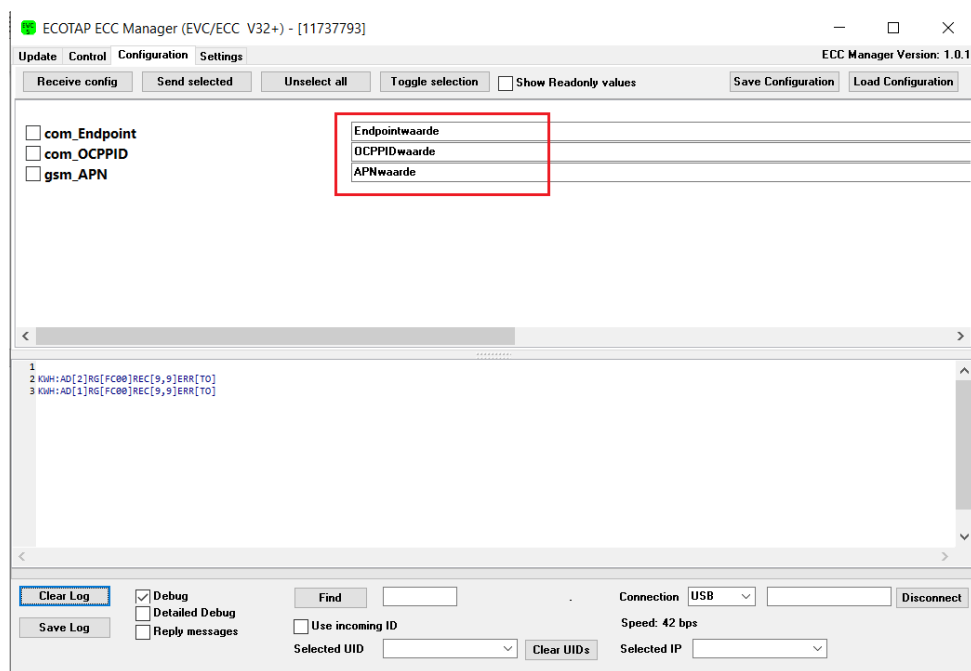 ECOTAP ECC Manager (EVC/ECC V32+) - [11737793]
Update Control Configuration Settings ECC Manager Version: 1.0.1
Receive config Send selected Unselect all Toggle selection Show Readonly values Save Configuration Load Configuration
com_Endpoint Endpointwaarde
com_OCPPID OCPPIDwaarde
gsm_APN APNwaarde
1
2 KWH:AD[2]RG[FC00]REC[9,9]ERR[TO]
3 KWH:AD[1]RG[FC00]REC[9,9]ERR[TO]
Clear Log Debug Find . Connection USB Disconnect
Detailed Debug
Save Log Reply messages Use incoming ID Speed: 42 bps
Selected UID Clear UIDs Selected IP